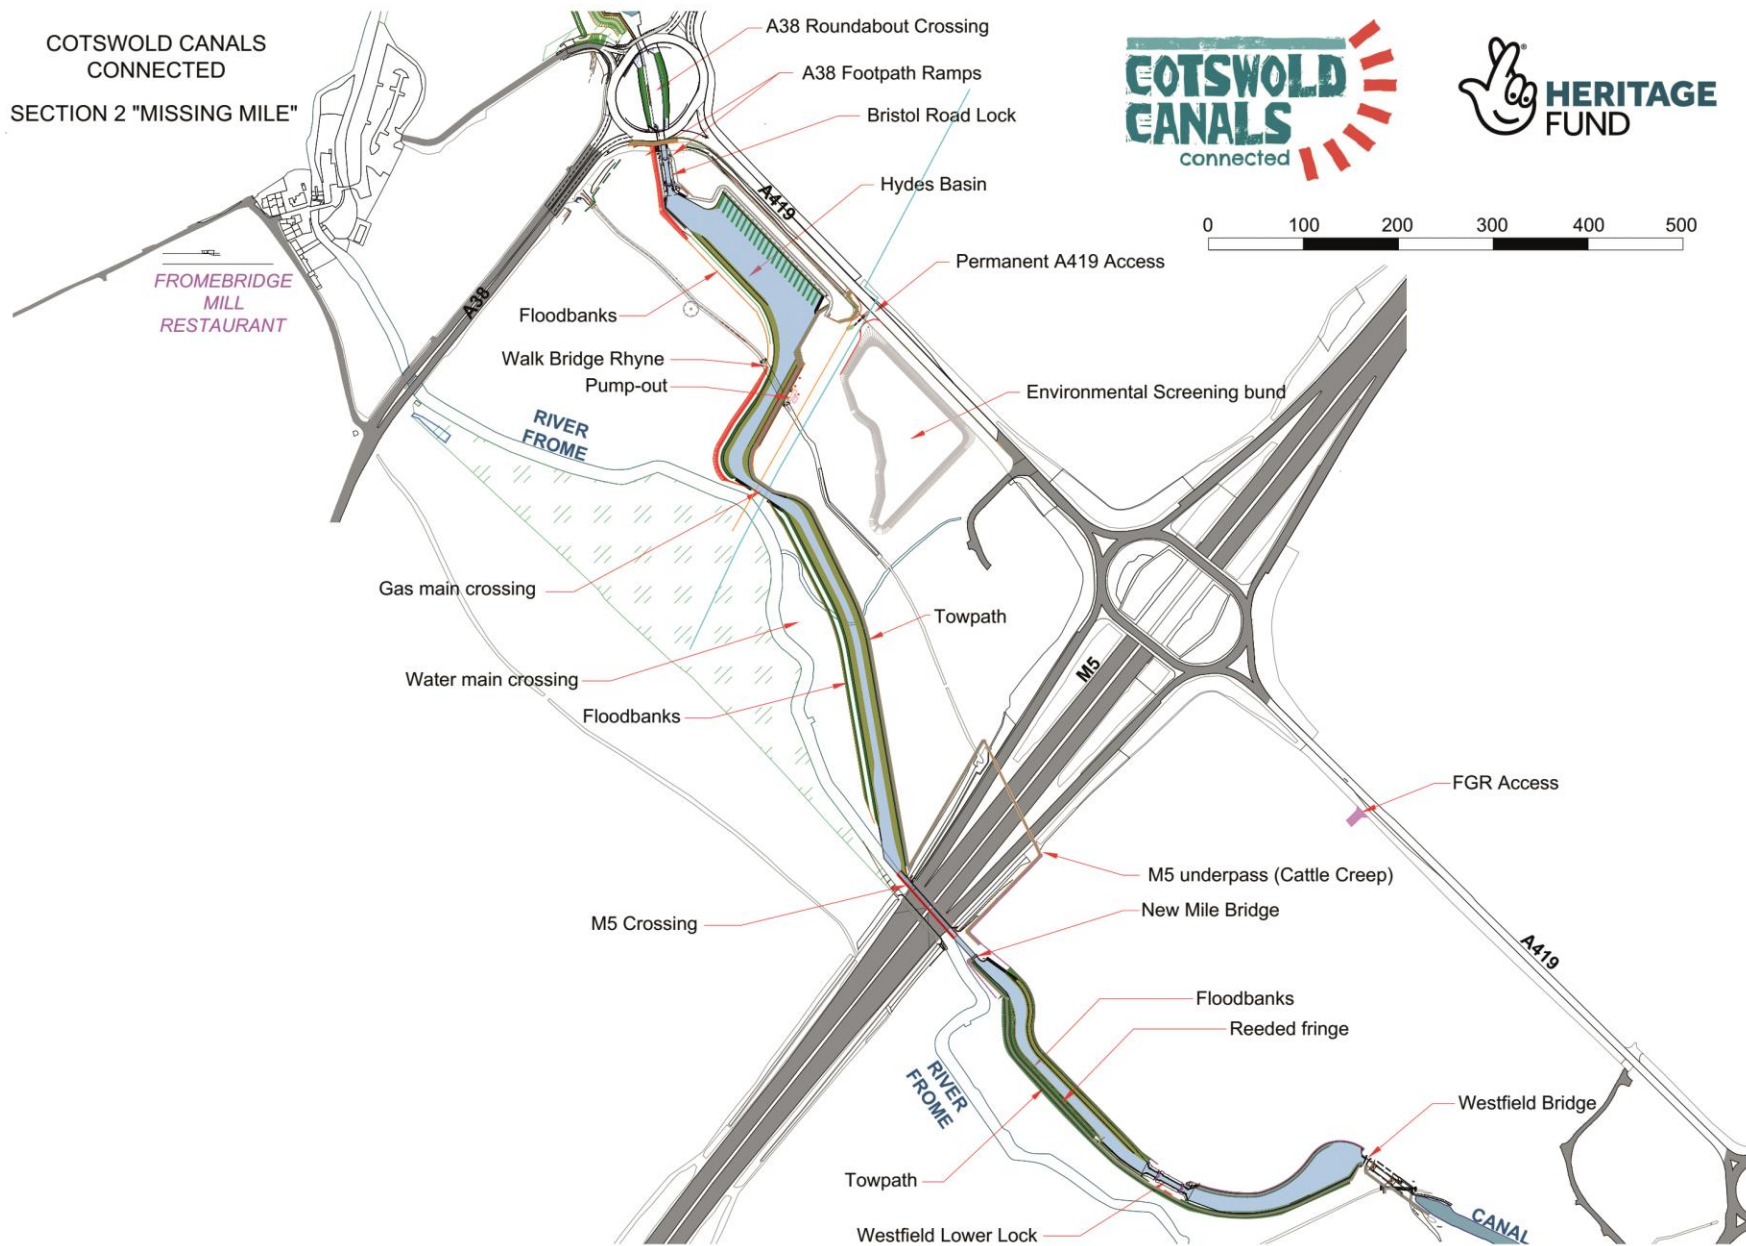 COTSWOLD CANALS
CONNECTED
SECTION 2 "MISSING MILE"
A38 Roundabout Crossing
A38 Footpath Ramps
Bristol Road Lock
Hydes Basin
COTSWOLD
CANALS
connected
HERITAGE
FUND
0 100 200 300 400 500
A419
Permanent A419 Access
FROMEBRIDGE
MILL
RESTAURANT
A38
Floodbanks
Walk Bridge Rhyne
Pump-out
Environmental Screening bund
RIVER
FROME
Gas main crossing
Towpath
M5
Water main crossing
Floodbanks
FGR Access
M5 underpass (Cattle Creep)
New Mile Bridge
M5 Crossing
A419
Floodbanks
Reeded fringe
RIVER
FROME
Westfield Bridge
Towpath
Westfield Lower Lock
CANAL